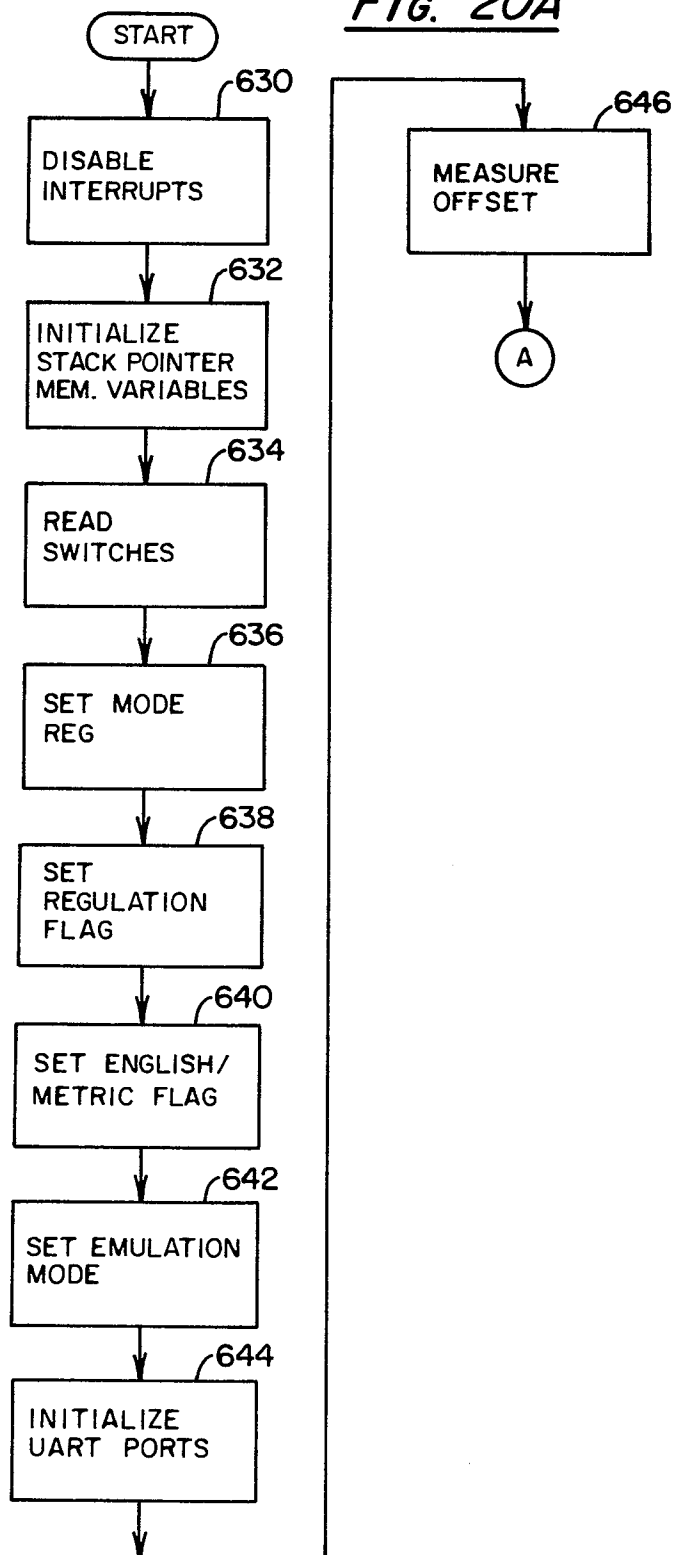 FIG. 20A
START
630
DISABLE
INTERRUPTS
632
INITIALIZE
STACK POINTER
MEM. VARIABLES
634
READ
SWITCHES
636
SET MODE
REG
638
SET
REGULATION
FLAG
640
SET ENGLISH/
METRIC FLAG
642
SET EMULATION
MODE
644
INITIALIZE
UART PORTS
646
MEASURE
OFFSET
A